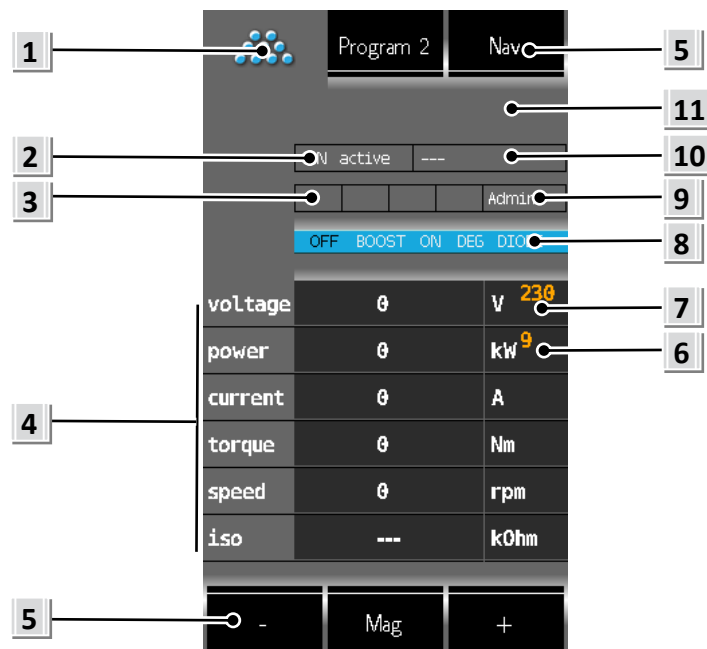 1 Program 2 Nav 5
11
2 active --- 10
3 Admin 9
OFF BOOST ON DEG 8
voltage 0 V 230 7
power 0 kW 9 6
current 0 A
4
torque 0 Nm
speed 0 rpm
iso --- kOhm
5 - Mag +